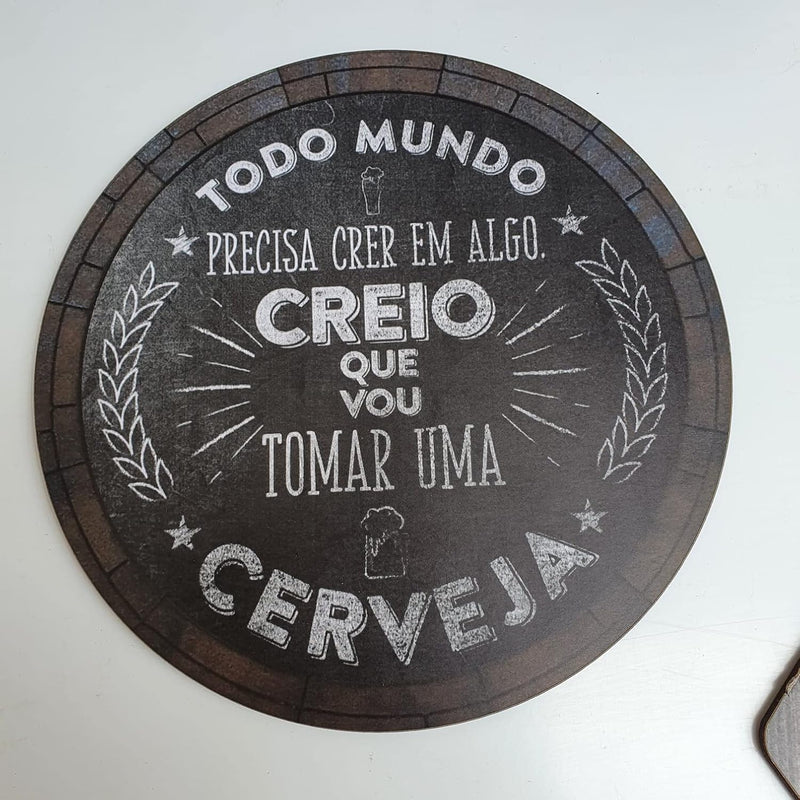 TODO MUNDO
PRECISA CRER EM ALGO.
CREIO
QUE
VOU
TOMAR UMA
CERVEJA